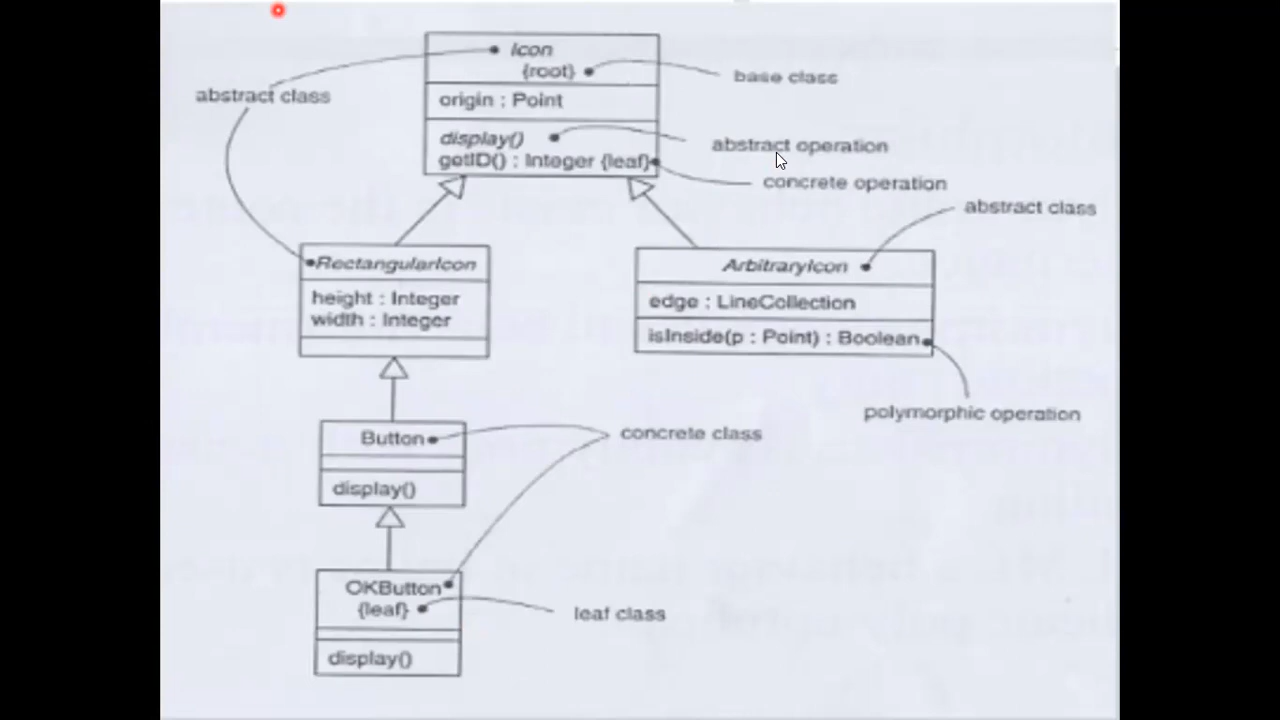 Icon
{root}
base class
abstract class
origin : Point
display()
abstract operation
getID() : Integer {leaf}
concrete operation
abstract class
RectangularIcon
ArbitraryIcon
height : Integer
width : Integer
edge : LineCollection
isInside(p : Point) : Boolean
polymorphic operation
Button
concrete class
display()
OKButton
{leaf}
leaf class
display()